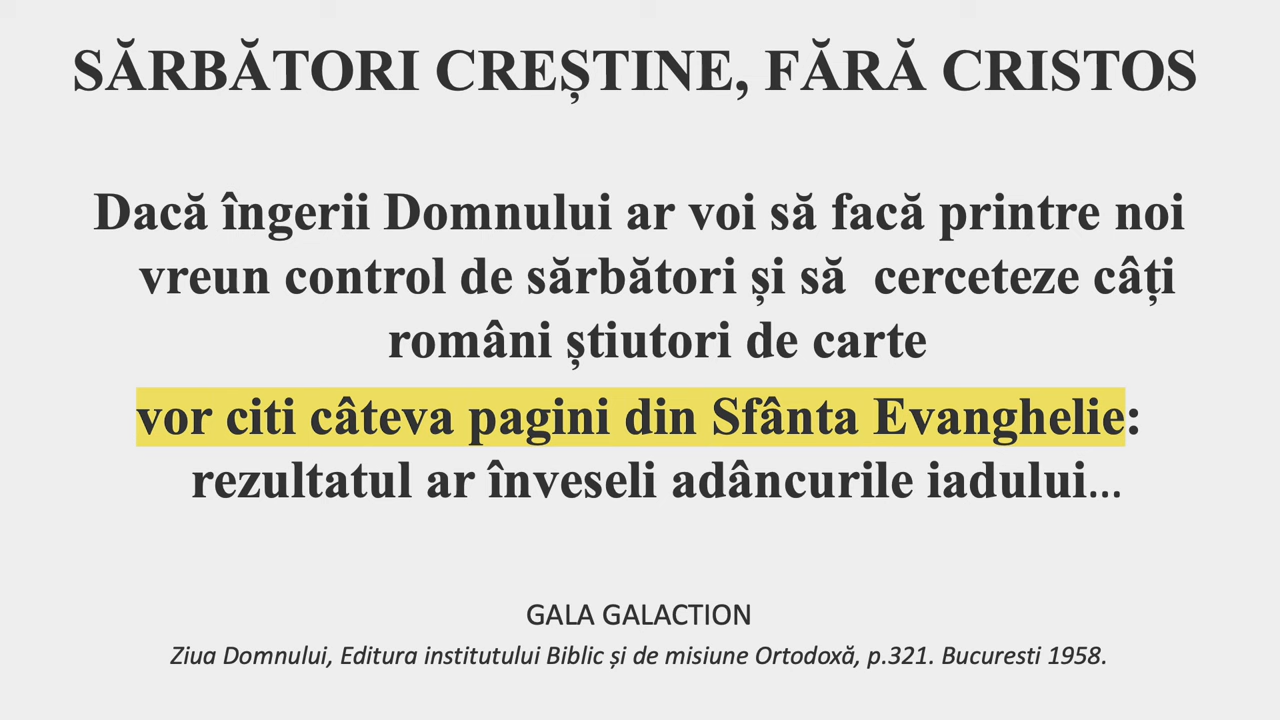 SĂRBĂTORI CREȘTINE, FĂRĂ CRISTOS
Dacă îngerii Domnului ar voi să facă printre noi
vreun control de sărbători și să  cerceteze câți
români știutori de carte
vor citi câteva pagini din Sfânta Evanghelie:
rezultatul ar înveseli adâncurile iadului...
GALA GALACTION
Ziua Domnului, Editura institutului Biblic și de misiune Ortodoxă, p.321. Bucuresti 1958.